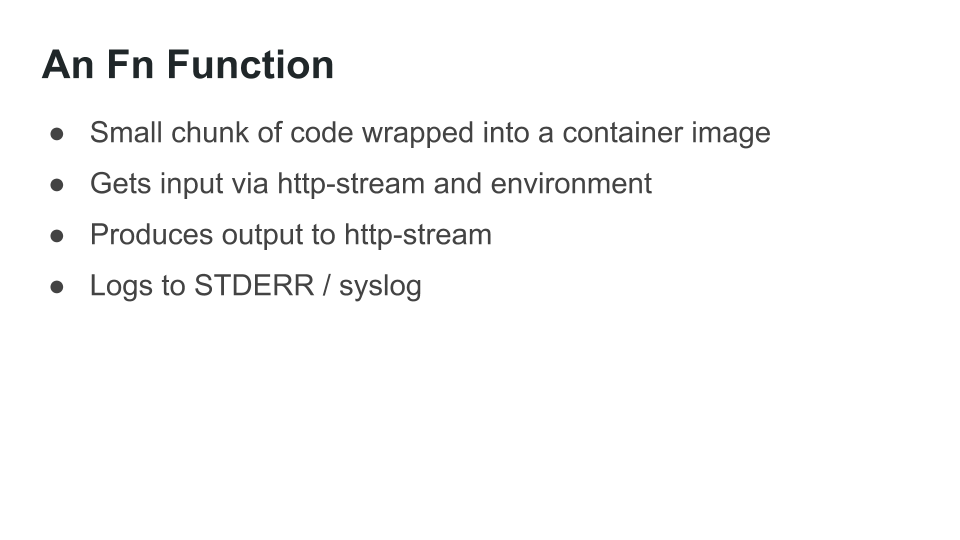 An Fn Function
● Small chunk of code wrapped into a container image
● Gets input via http-stream and environment
● Produces output to http-stream
● Logs to STDERR / syslog